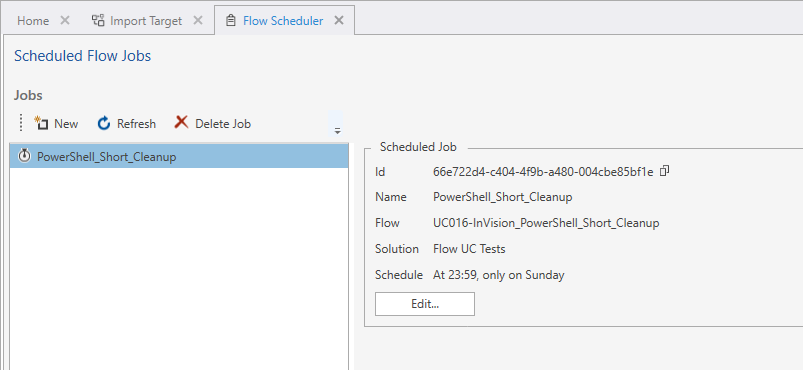 Home Import Target Flow Scheduler
Scheduled Flow Jobs
Jobs
New Refresh Delete Job
PowerShell_Short_Cleanup
Scheduled Job
Id 66e722d4-c404-4f9b-a480-004cbe85bf1e
Name PowerShell_Short_Cleanup
Flow UC016-InVision_PowerShell_Short_Cleanup
Solution Flow UC Tests
Schedule At 23:59, only on Sunday
Edit...